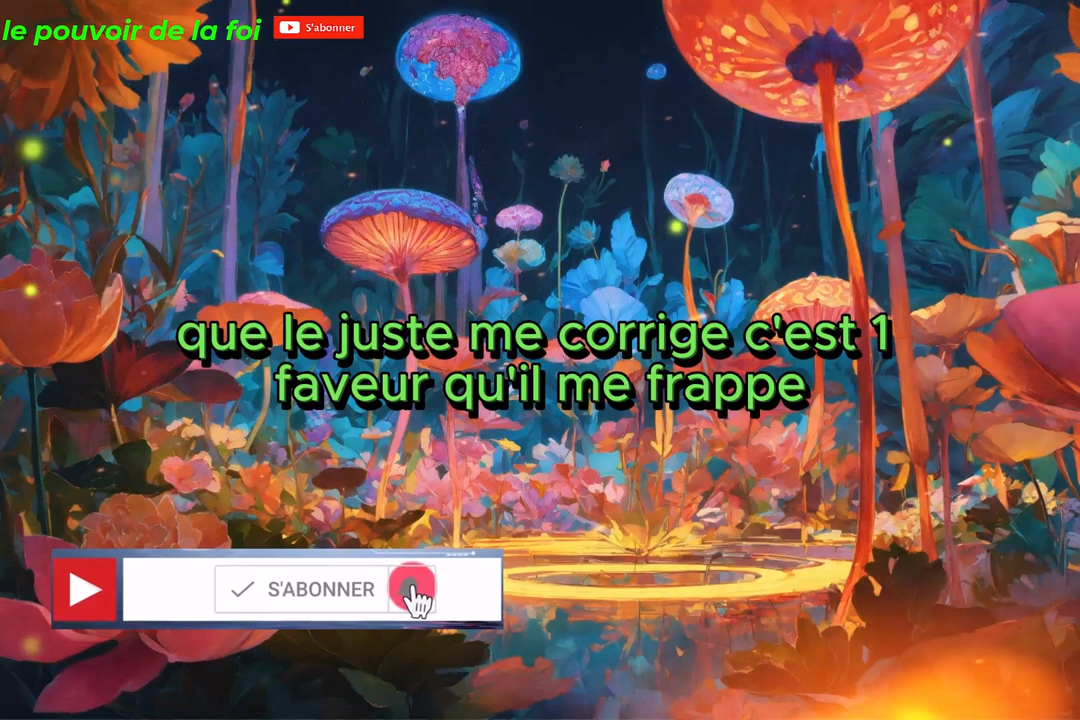 le pouvoir de la foi
S'abonner
que le juste me corrige c'est 1
faveur qu'il me frappe
S'ABONNER